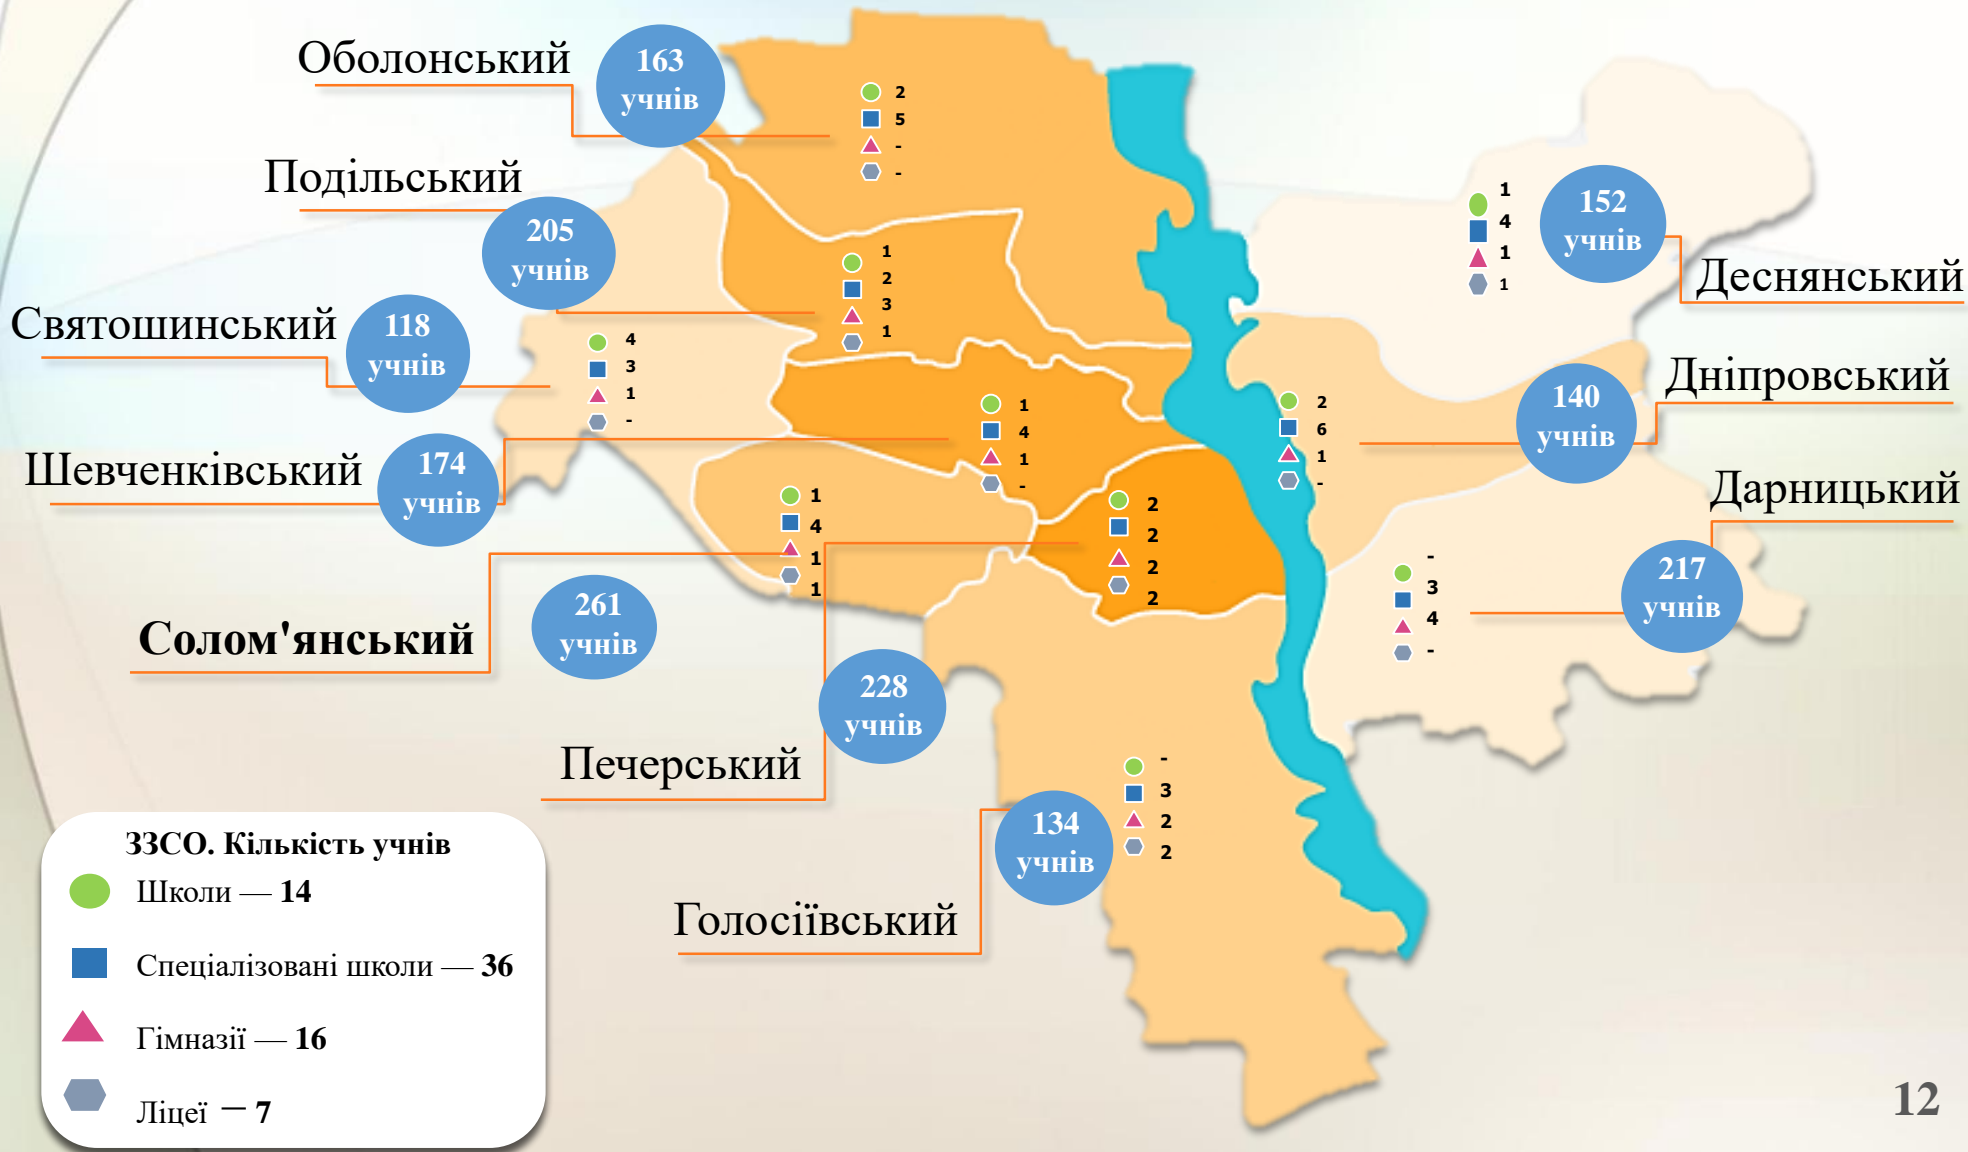 Оболонський
163
учнів
2
5
-
-
Подільський
205
учнів
1
2
3
1
Святошинський
118
учнів
4
3
1
-
Шевченківський
174
учнів
1
4
1
-
Солом'янський
261
учнів
1
4
1
1
Печерський
228
учнів
2
2
2
2
Голосіївський
134
учнів
-
3
2
2
1
4
1
1
152
учнів
Деснянський
2
6
1
-
140
учнів
Дніпровський
Дарницький
-
3
4
-
217
учнів
ЗЗСО. Кількість учнів
Школи — 14
Спеціалізовані школи — 36
Гімназії — 16
Ліцеї — 7
12